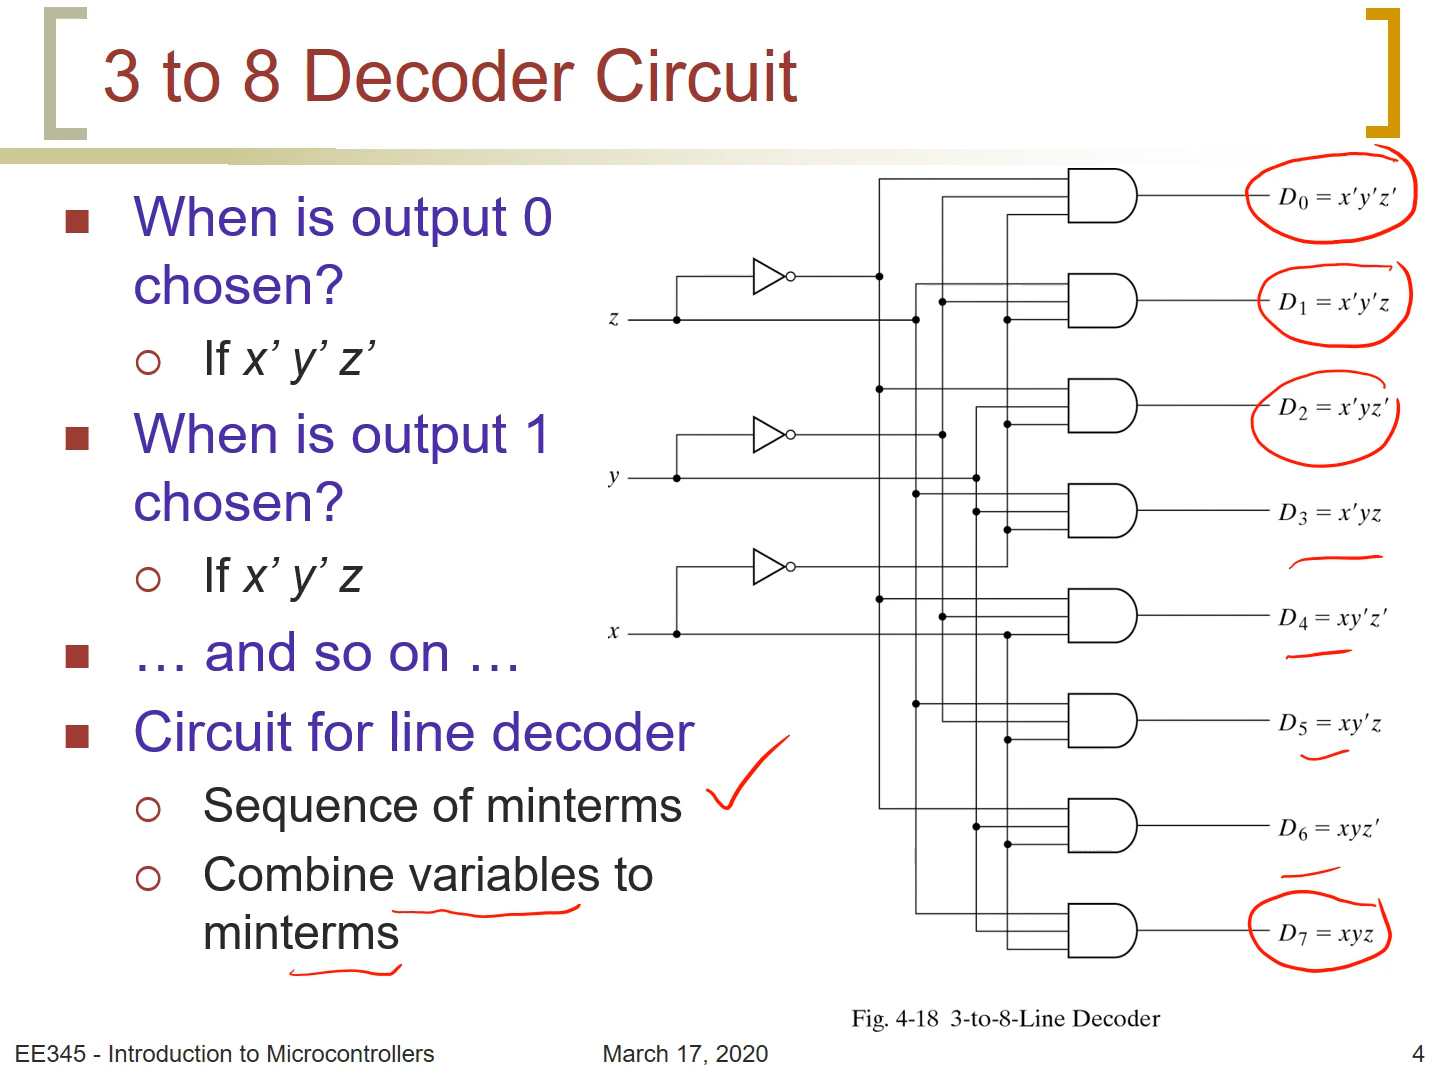 3 to 8 Decoder Circuit
When is output 0
chosen?
If x’ y’ z’
When is output 1
chosen?
If x’ y’ z
… and so on …
Circuit for line decoder
Sequence of minterms
Combine variables to
minterms
z
y
x
D0 = x′y′z′
D1 = x′y′z
D2 = x′yz′
D3 = x′yz
D4 = xy′z′
D5 = xy′z
D6 = xyz′
D7 = xyz
Fig. 4-18 3-to-8-Line Decoder
EE345 - Introduction to Microcontrollers
March 17, 2020
4